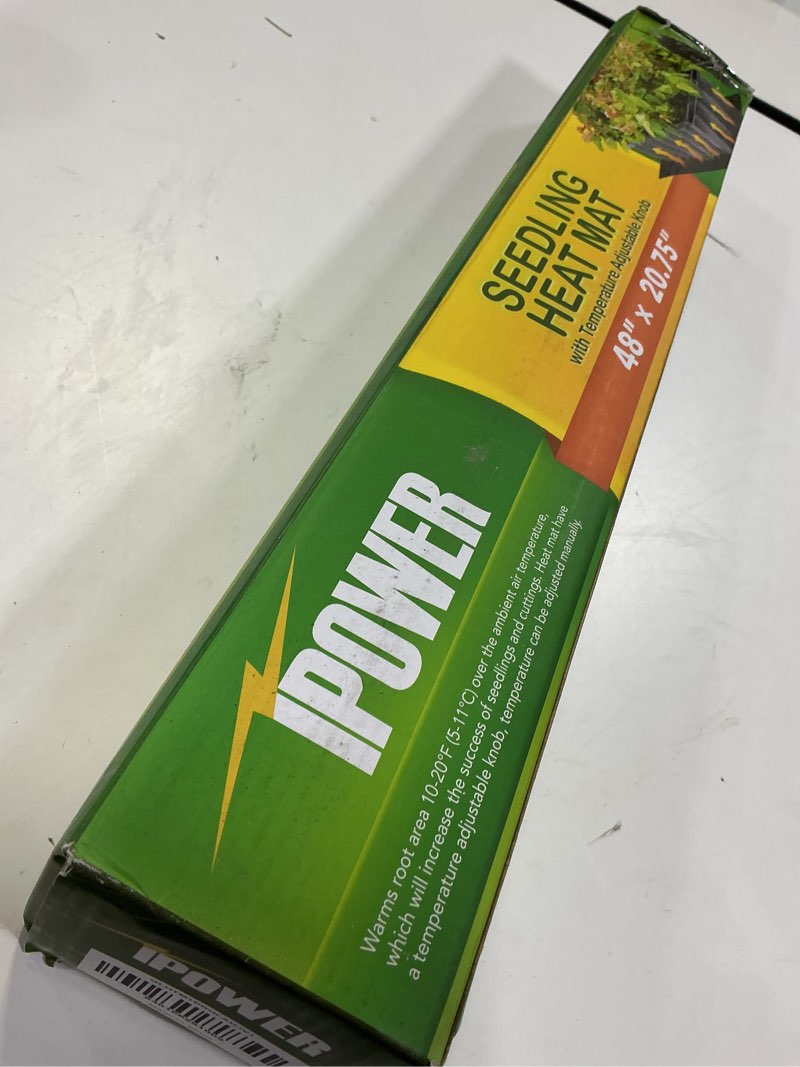 SEEDLING
HEAT MAT
with Temperature Adjustable Knob
48" x 20.75"
IPOWER
Warms root area 10-20°F (5-11°C) over the ambient air temperature,
which will increase the success of seedlings and cuttings. Heat mat have
a temperature adjustable knob, temperature can be adjusted manually.
IPOWER